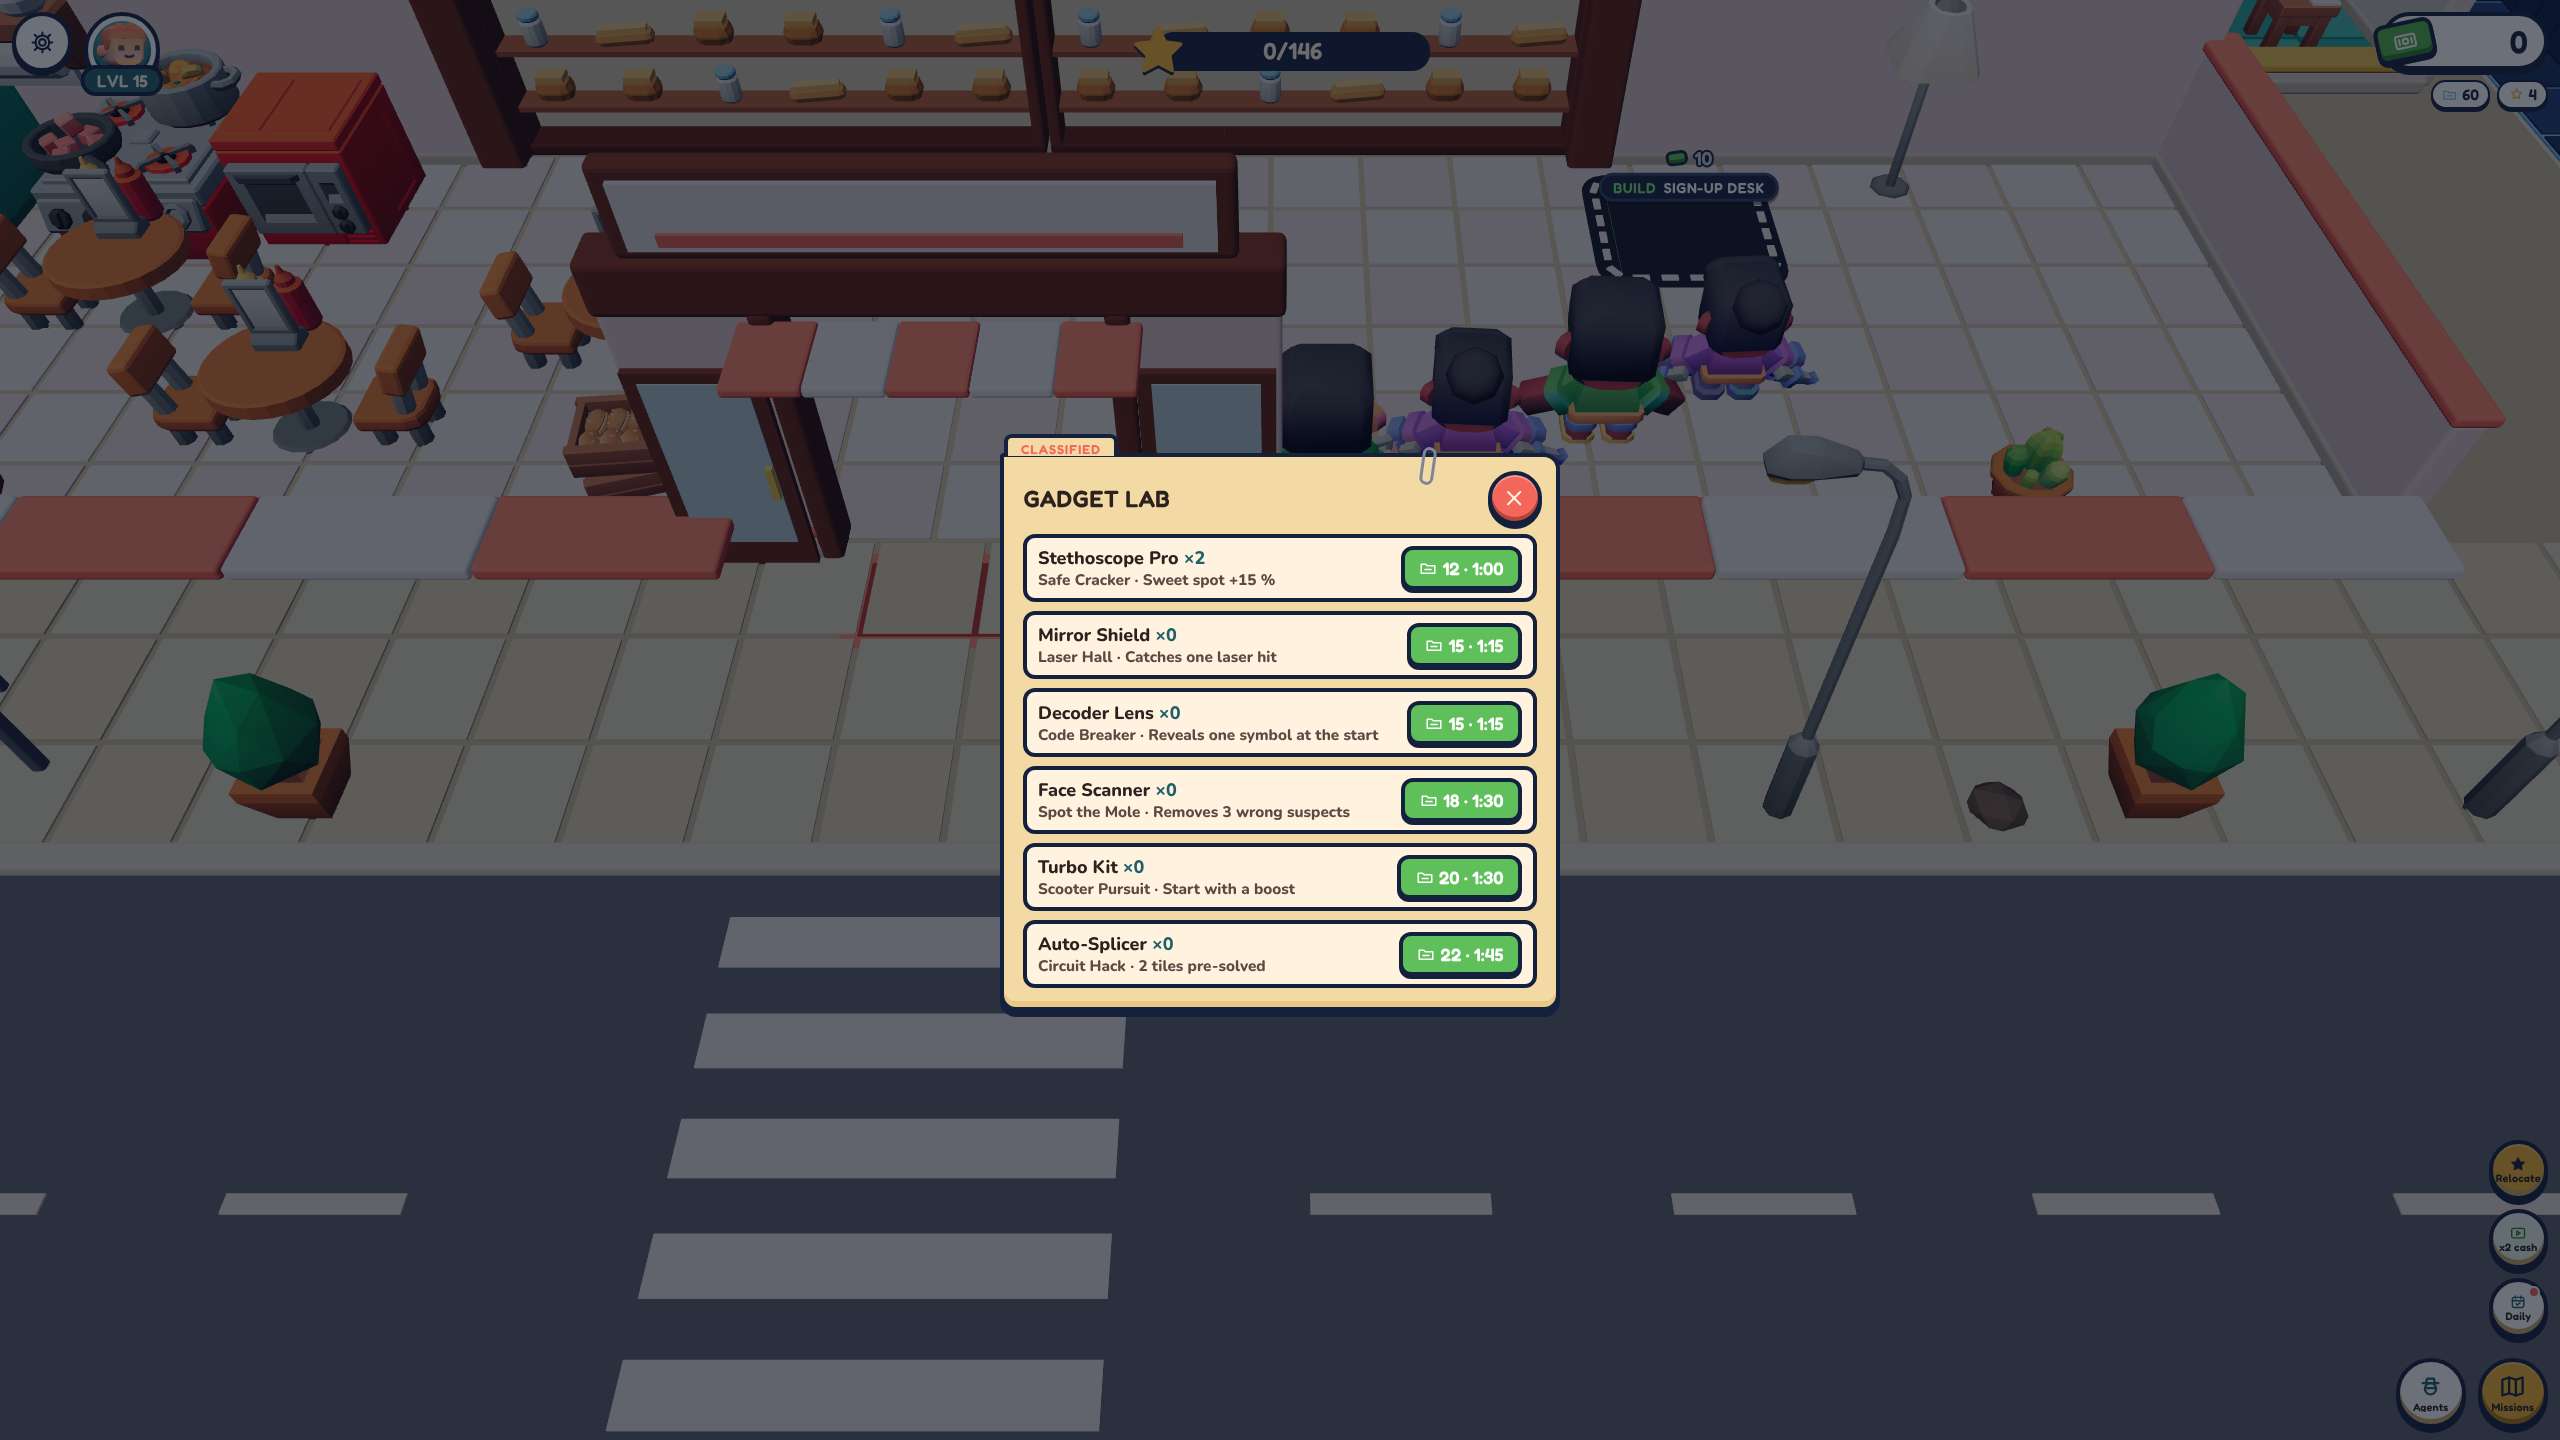 LVL 15
0/146
0
60
4
10
BUILD SIGN-UP DESK
CLASSIFIED
GADGET LAB
Stethoscope Pro ×2
Safe Cracker · Sweet spot +15 %
12 · 1:00
Mirror Shield ×0
Laser Hall · Catches one laser hit
15 · 1:15
Decoder Lens ×0
Code Breaker · Reveals one symbol at the start
15 · 1:15
Face Scanner ×0
Spot the Mole · Removes 3 wrong suspects
18 · 1:30
Turbo Kit ×0
Scooter Pursuit · Start with a boost
20 · 1:30
Auto-Splicer ×0
Circuit Hack · 2 tiles pre-solved
22 · 1:45
Relocate
x2 cash
Daily
Agents
Missions